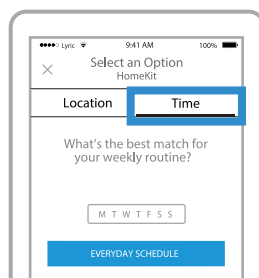 Lyric 9:41 AM 100%
Select an Option
HomeKit
Location Time
What's the best match for
your weekly routine?
M T W T F S S
EVERYDAY SCHEDULE